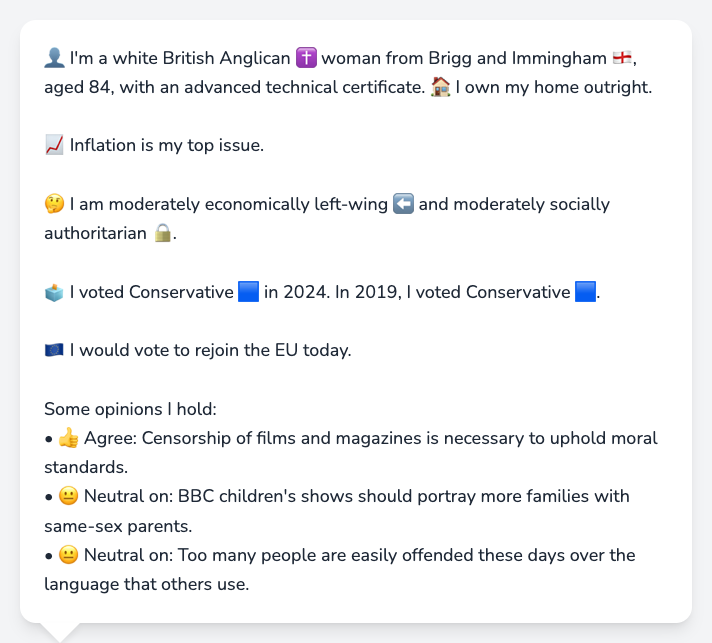 👤 I'm a white British Anglican ✝️ woman from Brigg and Immingham 🏴󠁧󠁢󠁥󠁮󠁧󠁿,
aged 84, with an advanced technical certificate. 🏠 I own my home outright.
📈 Inflation is my top issue.
🤔 I am moderately economically left-wing ⬅️ and moderately socially
authoritarian 🔒.
🗳️ I voted Conservative 🟦 in 2024. In 2019, I voted Conservative 🟦.
🇪🇺 I would vote to rejoin the EU today.
Some opinions I hold:
• 👍 Agree: Censorship of films and magazines is necessary to uphold moral
standards.
• 😐 Neutral on: BBC children's shows should portray more families with
same-sex parents.
• 😐 Neutral on: Too many people are easily offended these days over the
language that others use.